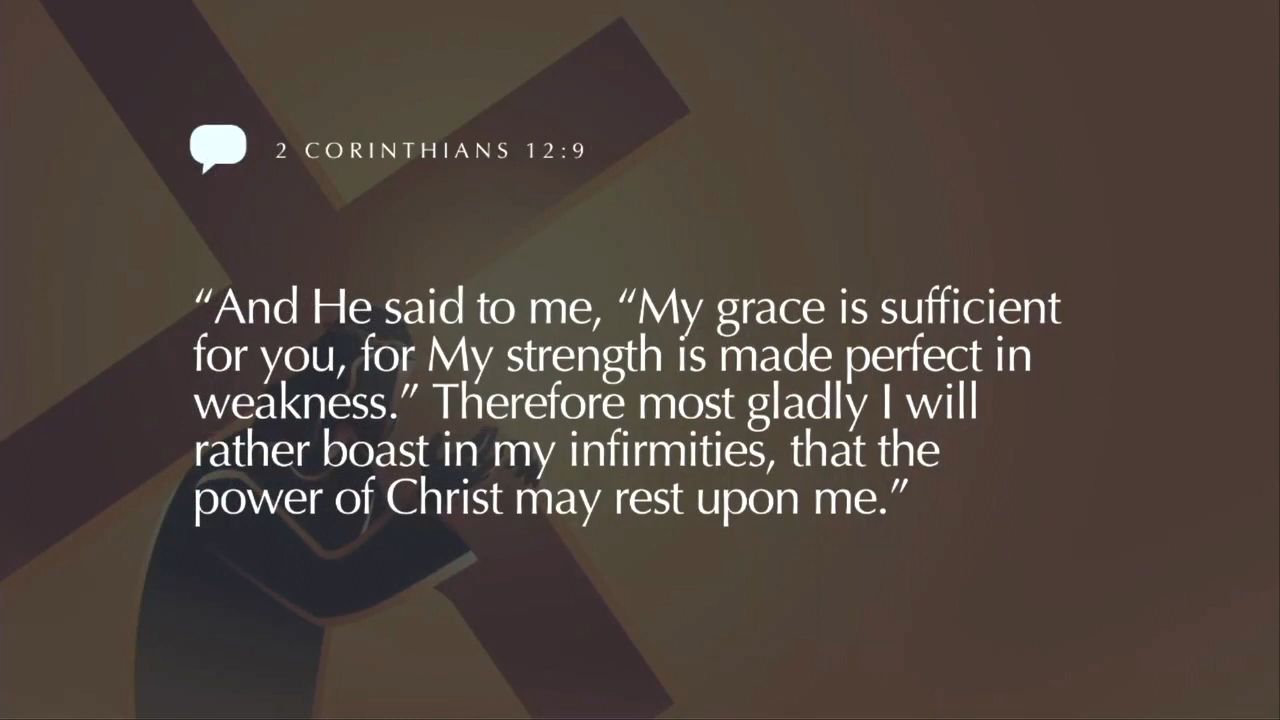 2 CORINTHIANS 12:9
“And He said to me, “My grace is sufficient
for you, for My strength is made perfect in
weakness.” Therefore most gladly I will
rather boast in my infirmities, that the
power of Christ may rest upon me.”